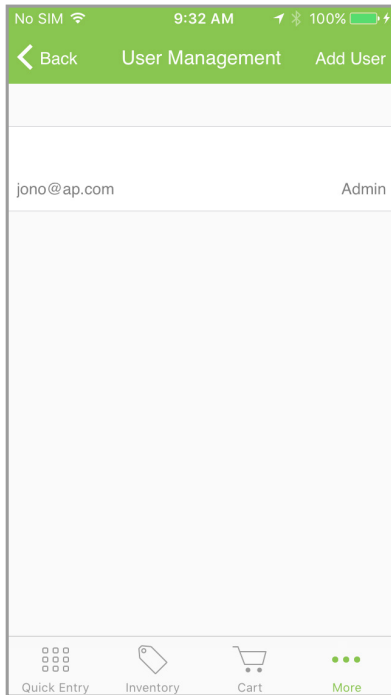 No SIM 9:32 AM 100%
Back User Management Add User
jono@ap.com Admin
Quick Entry Inventory Cart More